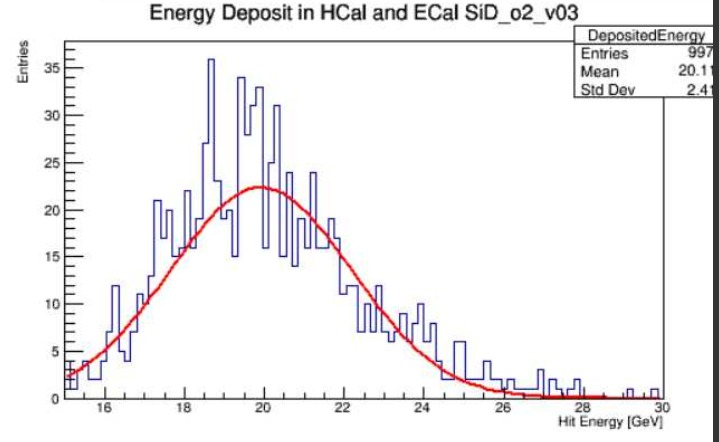 Energy Deposit in HCal and ECal SiD_o2_v03
DepositedEnergy
Entries 997
Mean 20.11
Std Dev 2.41
Entries
35
30
25
20
15
10
5
0
16 18 20 22 24 26 28 30
Hit Energy [GeV]